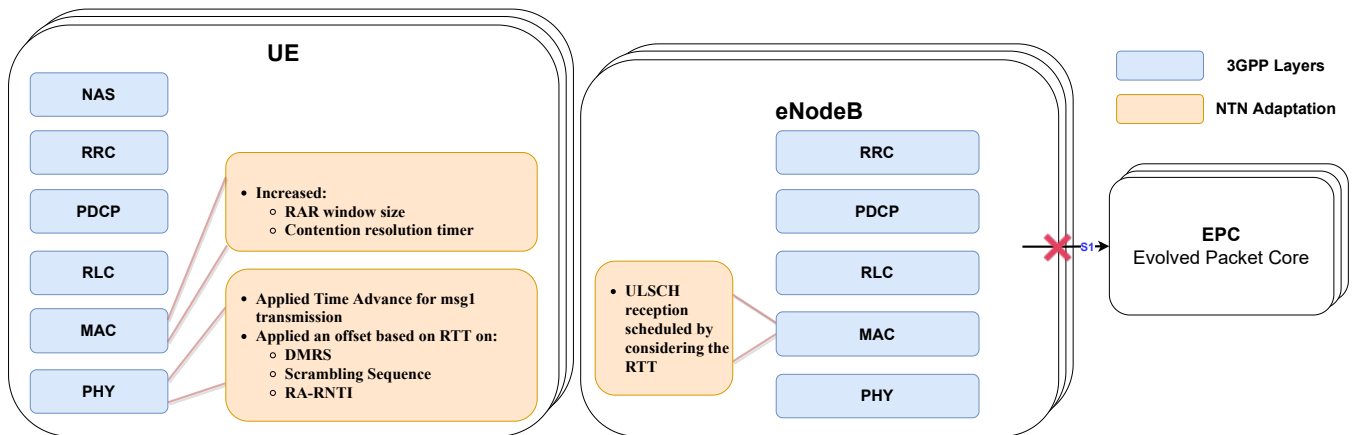 UE
NAS
RRC
PDCP
RLC
MAC
PHY
• Increased:
○ RAR window size
○ Contention resolution timer
• Applied Time Advance for msg1
transmission
• Applied an offset based on RTT on:
○ DMRS
○ Scrambling Sequence
○ RA-RNTI
eNodeB
RRC
PDCP
RLC
MAC
PHY
• ULSCH
reception
scheduled by
considering the
RTT
S1
3GPP Layers
NTN Adaptation
EPC
Evolved Packet Core